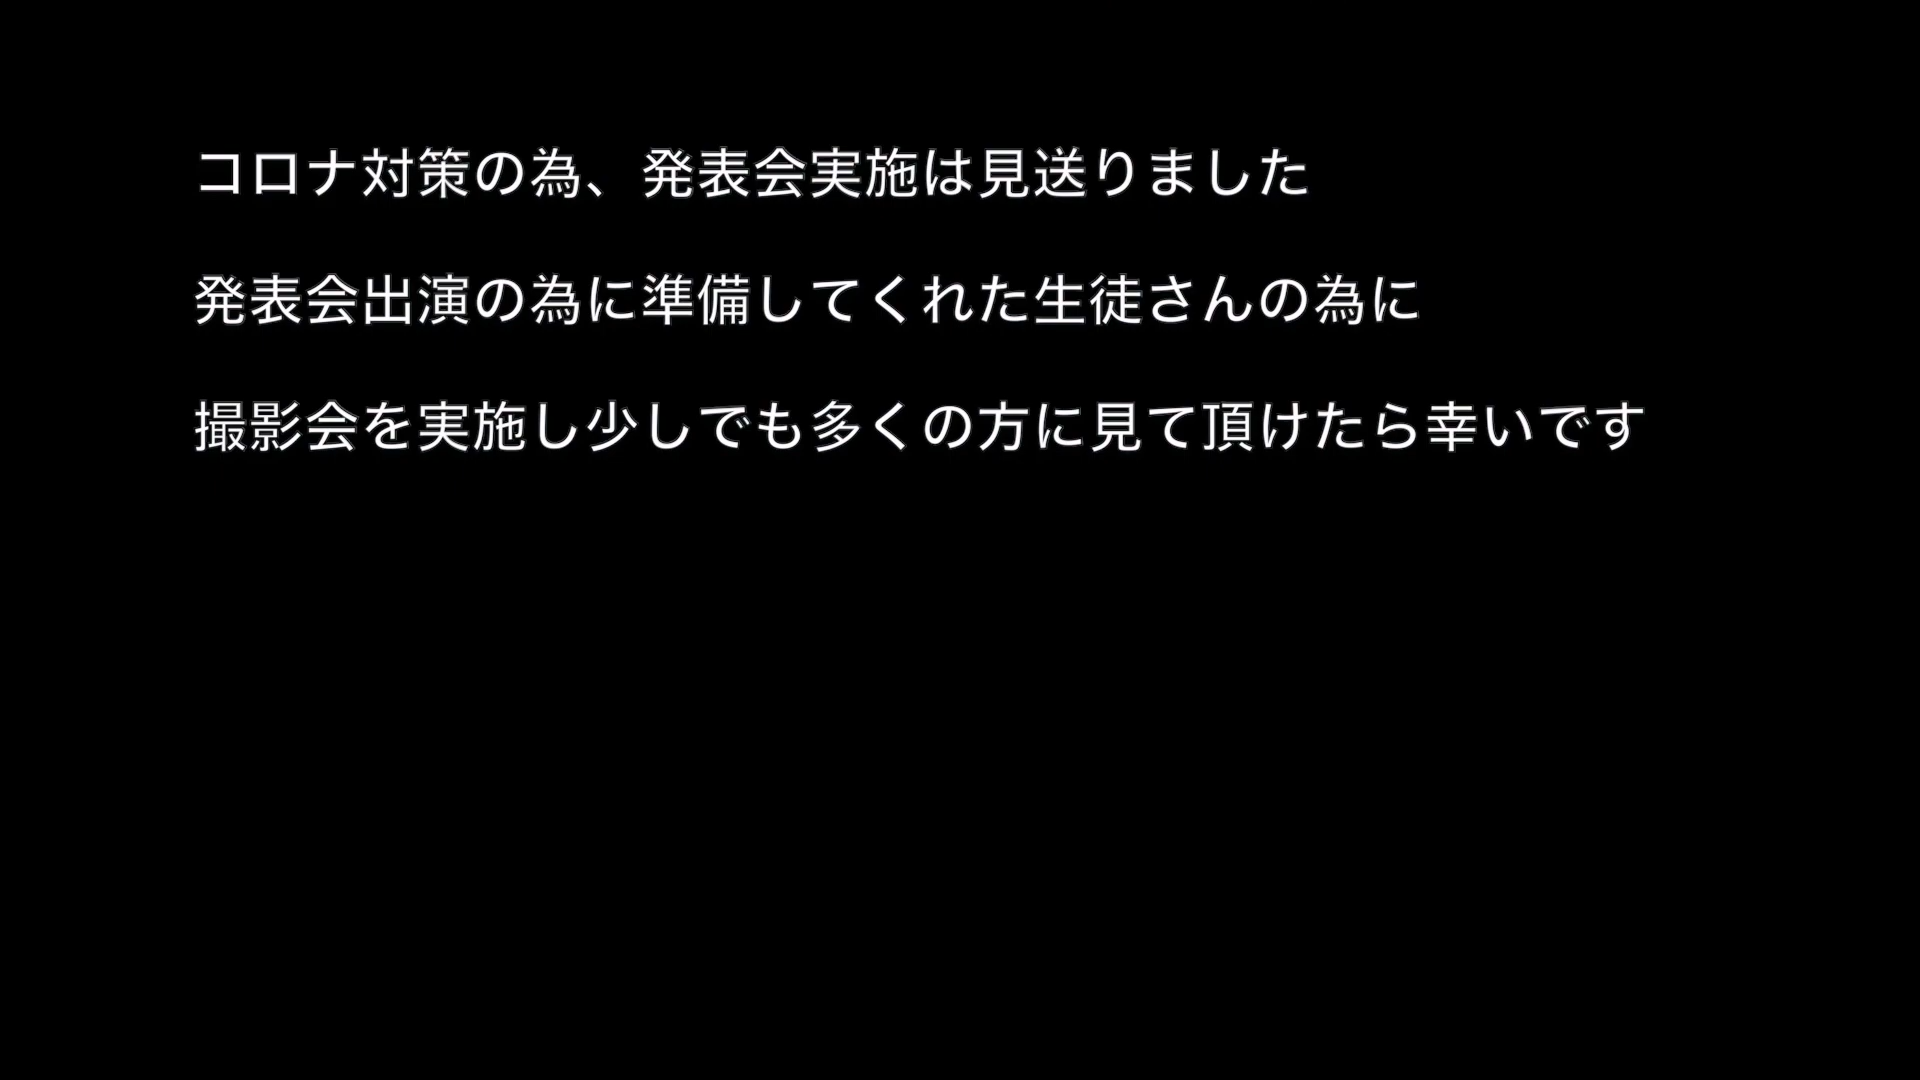 コロナ対策の為、発表会実施は見送りました
発表会出演の為に準備してくれた生徒さんの為に
撮影会を実施し少しでも多くの方に見て頂けたら幸いです